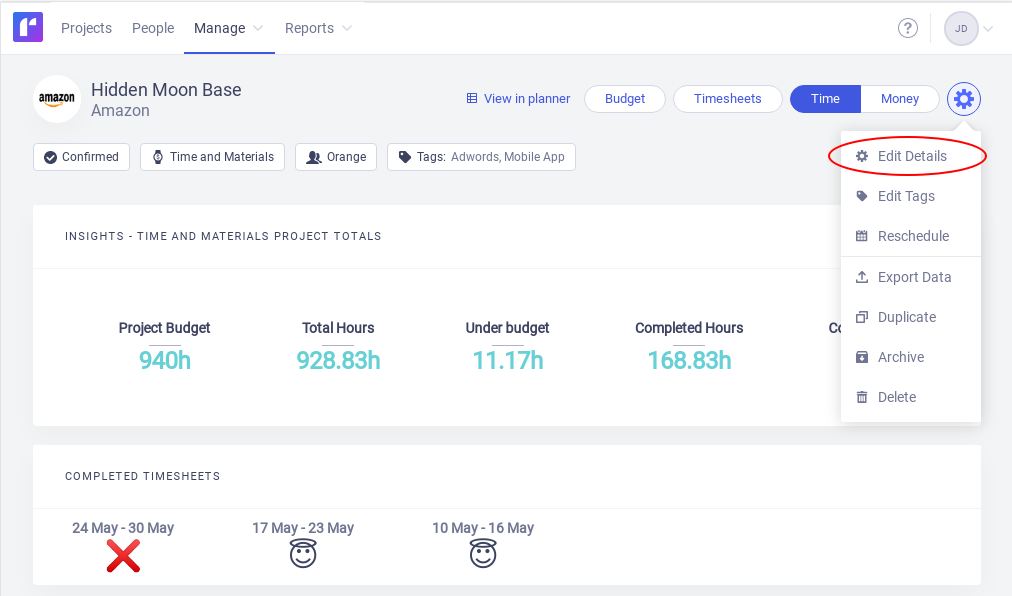 Projects People Manage Reports ? JD
amazon
Hidden Moon Base
Amazon
View in planner Budget Timesheets Time Money
Confirmed Time and Materials Orange Tags: Adwords, Mobile App
Edit Details
Edit Tags
Reschedule
Export Data
Duplicate
Archive
Delete
INSIGHTS - TIME AND MATERIALS PROJECT TOTALS
Project Budget Total Hours Under budget Completed Hours
940h 928.83h 11.17h 168.83h
COMPLETED TIMESHEETS
24 May - 30 May 17 May - 23 May 10 May - 16 May